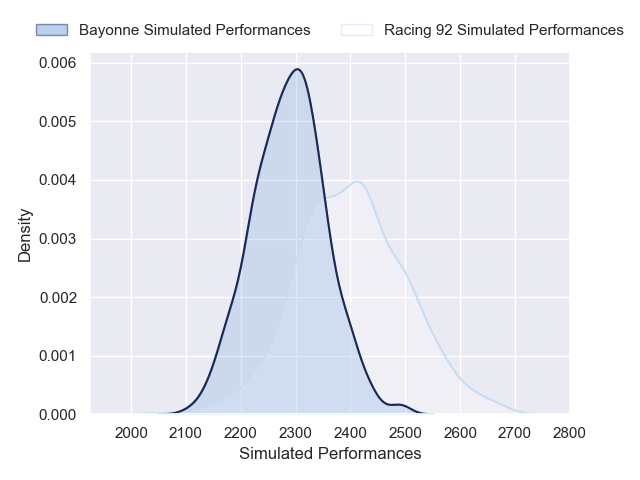 Bayonne Simulated Performances Racing 92 Simulated Performances
0.006
0.005
0.004
0.003
0.002
0.001
0.000
Density
2000 2100 2200 2300 2400 2500 2600 2700 2800
Simulated Performances